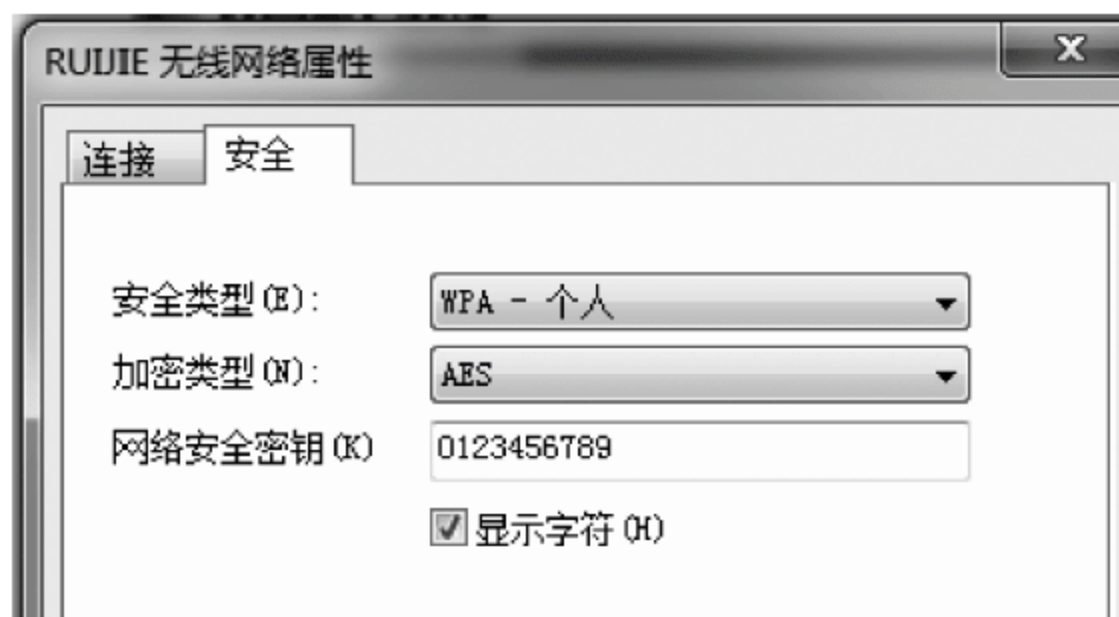 RUIJIE 无线网络属性
连接 安全
安全类型(E): WPA - 个人
加密类型(N): AES
网络安全密钥(K) 0123456789
显示字符(H)